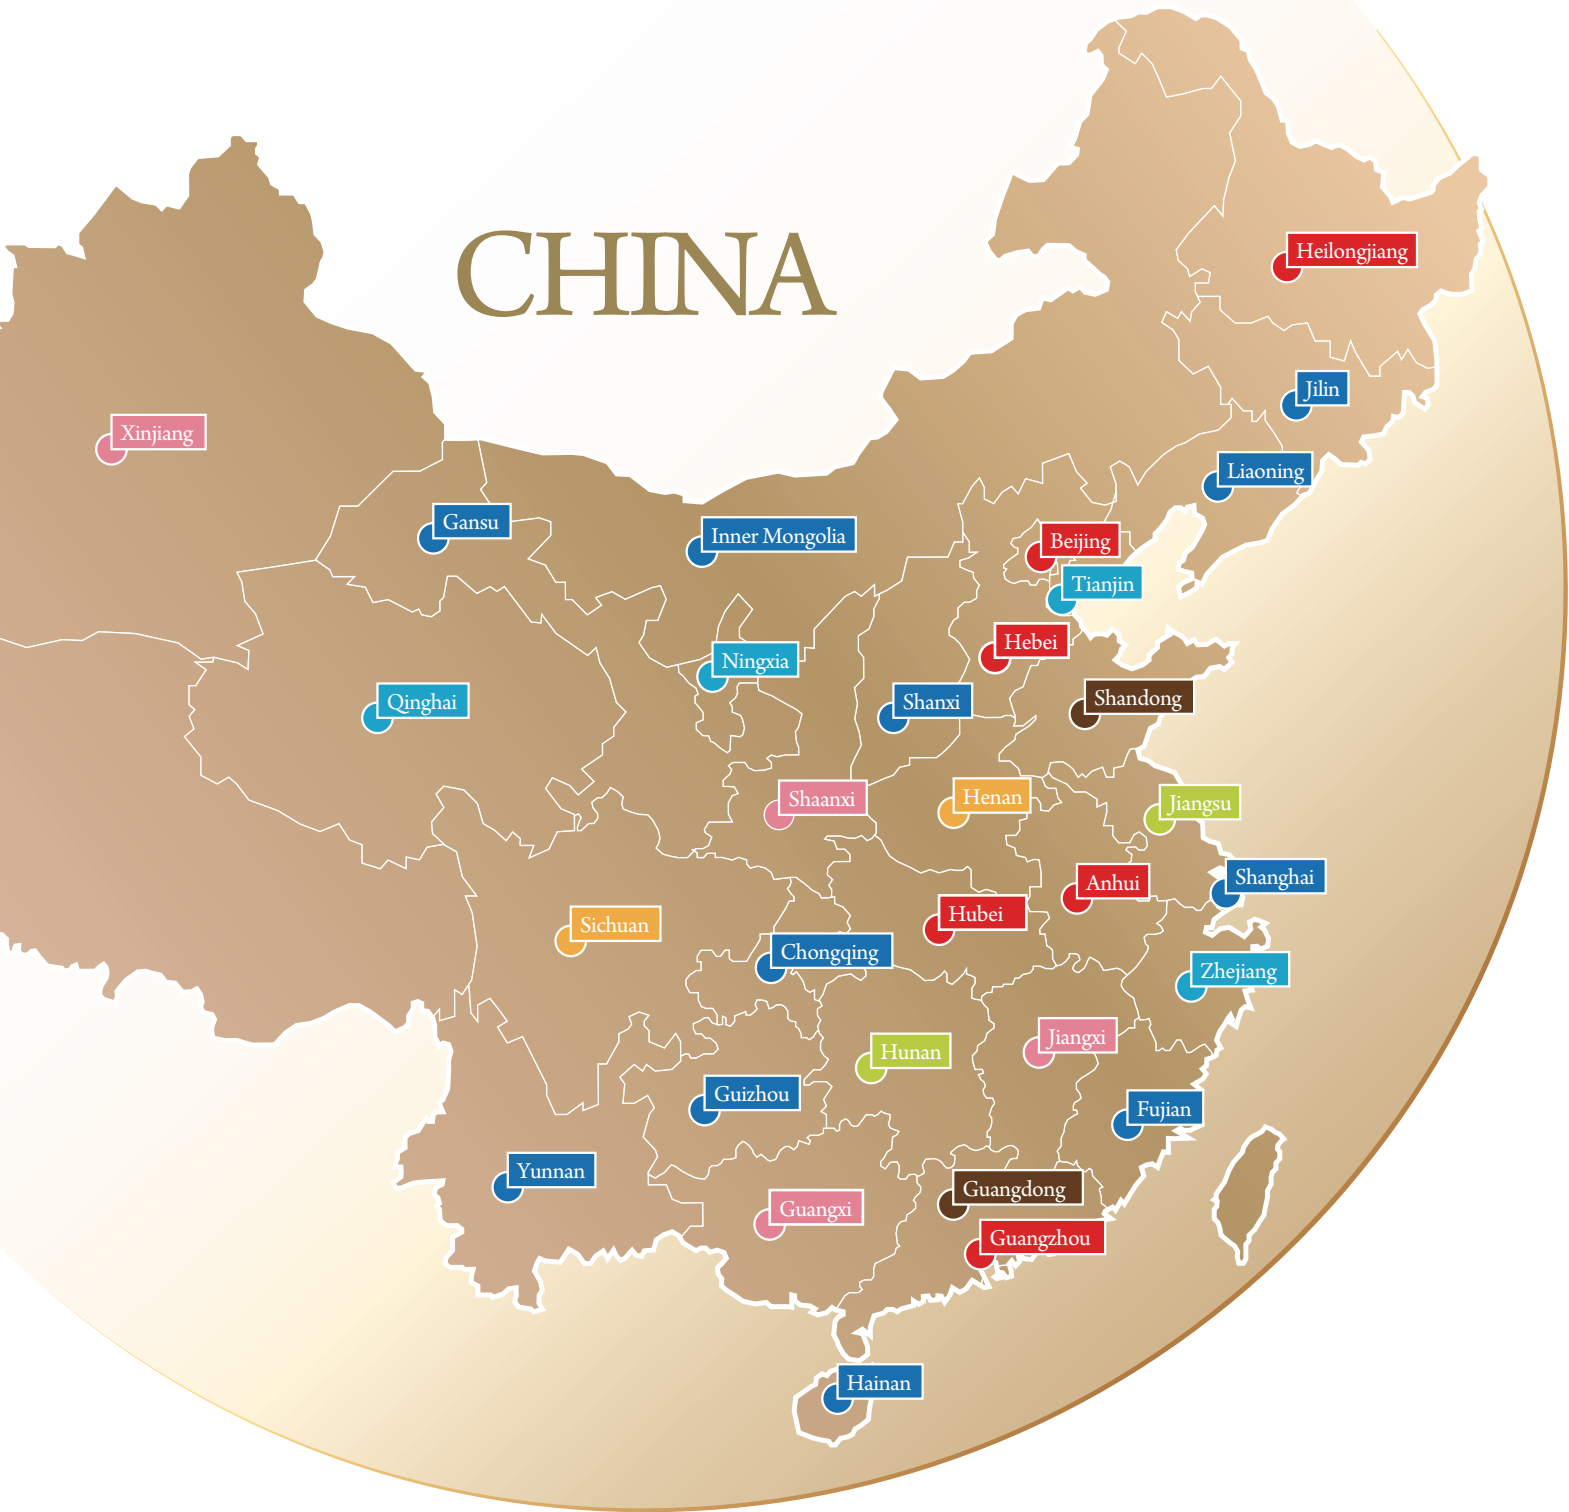 CHINA
Heilongjiang
Jilin
Xinjiang
Liaoning
Gansu
Inner Mongolia
Beijing
Tianjin
Hebei
Ningxia
Qinghai
Shanxi
Shandong
Shaanxi
Henan
Jiangsu
Anhui
Shanghai
Hubei
Sichuan
Chongqing
Zhejiang
Jiangxi
Hunan
Guizhou
Fujian
Yunnan
Guangdong
Guangxi
Guangzhou
Hainan